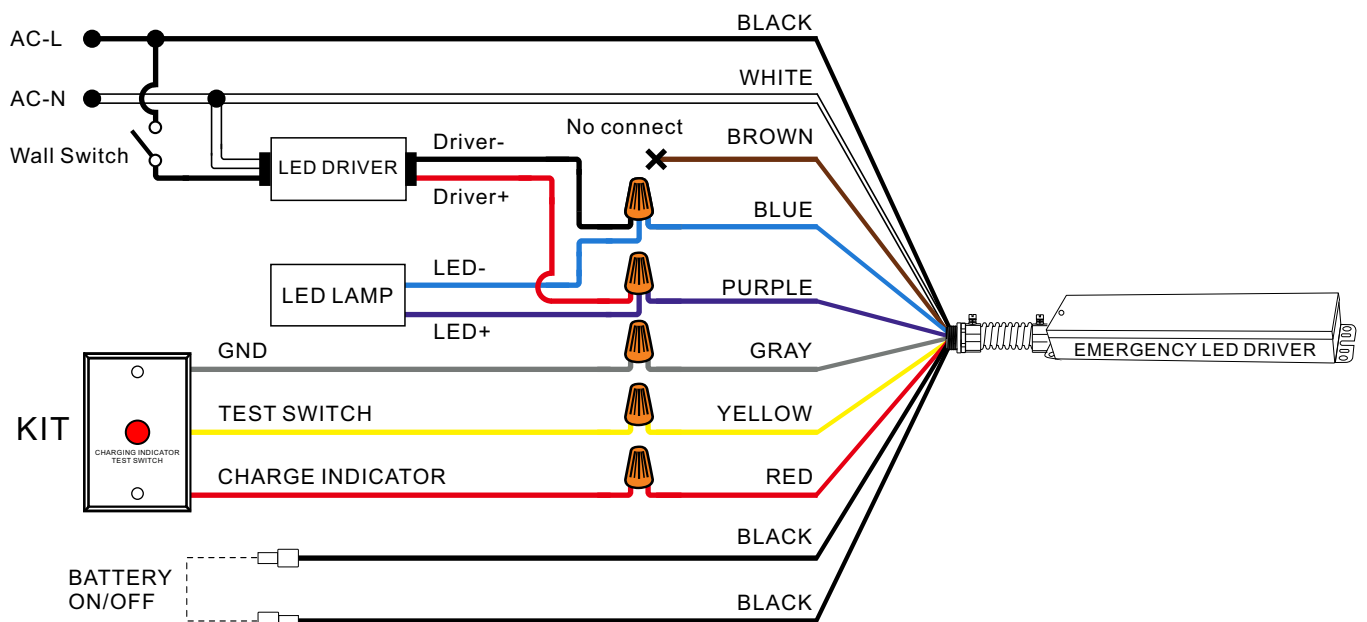 BLACK
AC-L
WHITE
AC-N
No connect
BROWN
Wall Switch
LED DRIVER
Driver-
Driver+
BLUE
LED LAMP
LED-
LED+
PURPLE
GND
GRAY
EMERGENCY LED DRIVER
KIT
TEST SWITCH
YELLOW
CHARGING INDICATOR
TEST SWITCH
CHARGE INDICATOR
RED
BLACK
BATTERY
ON/OFF
BLACK